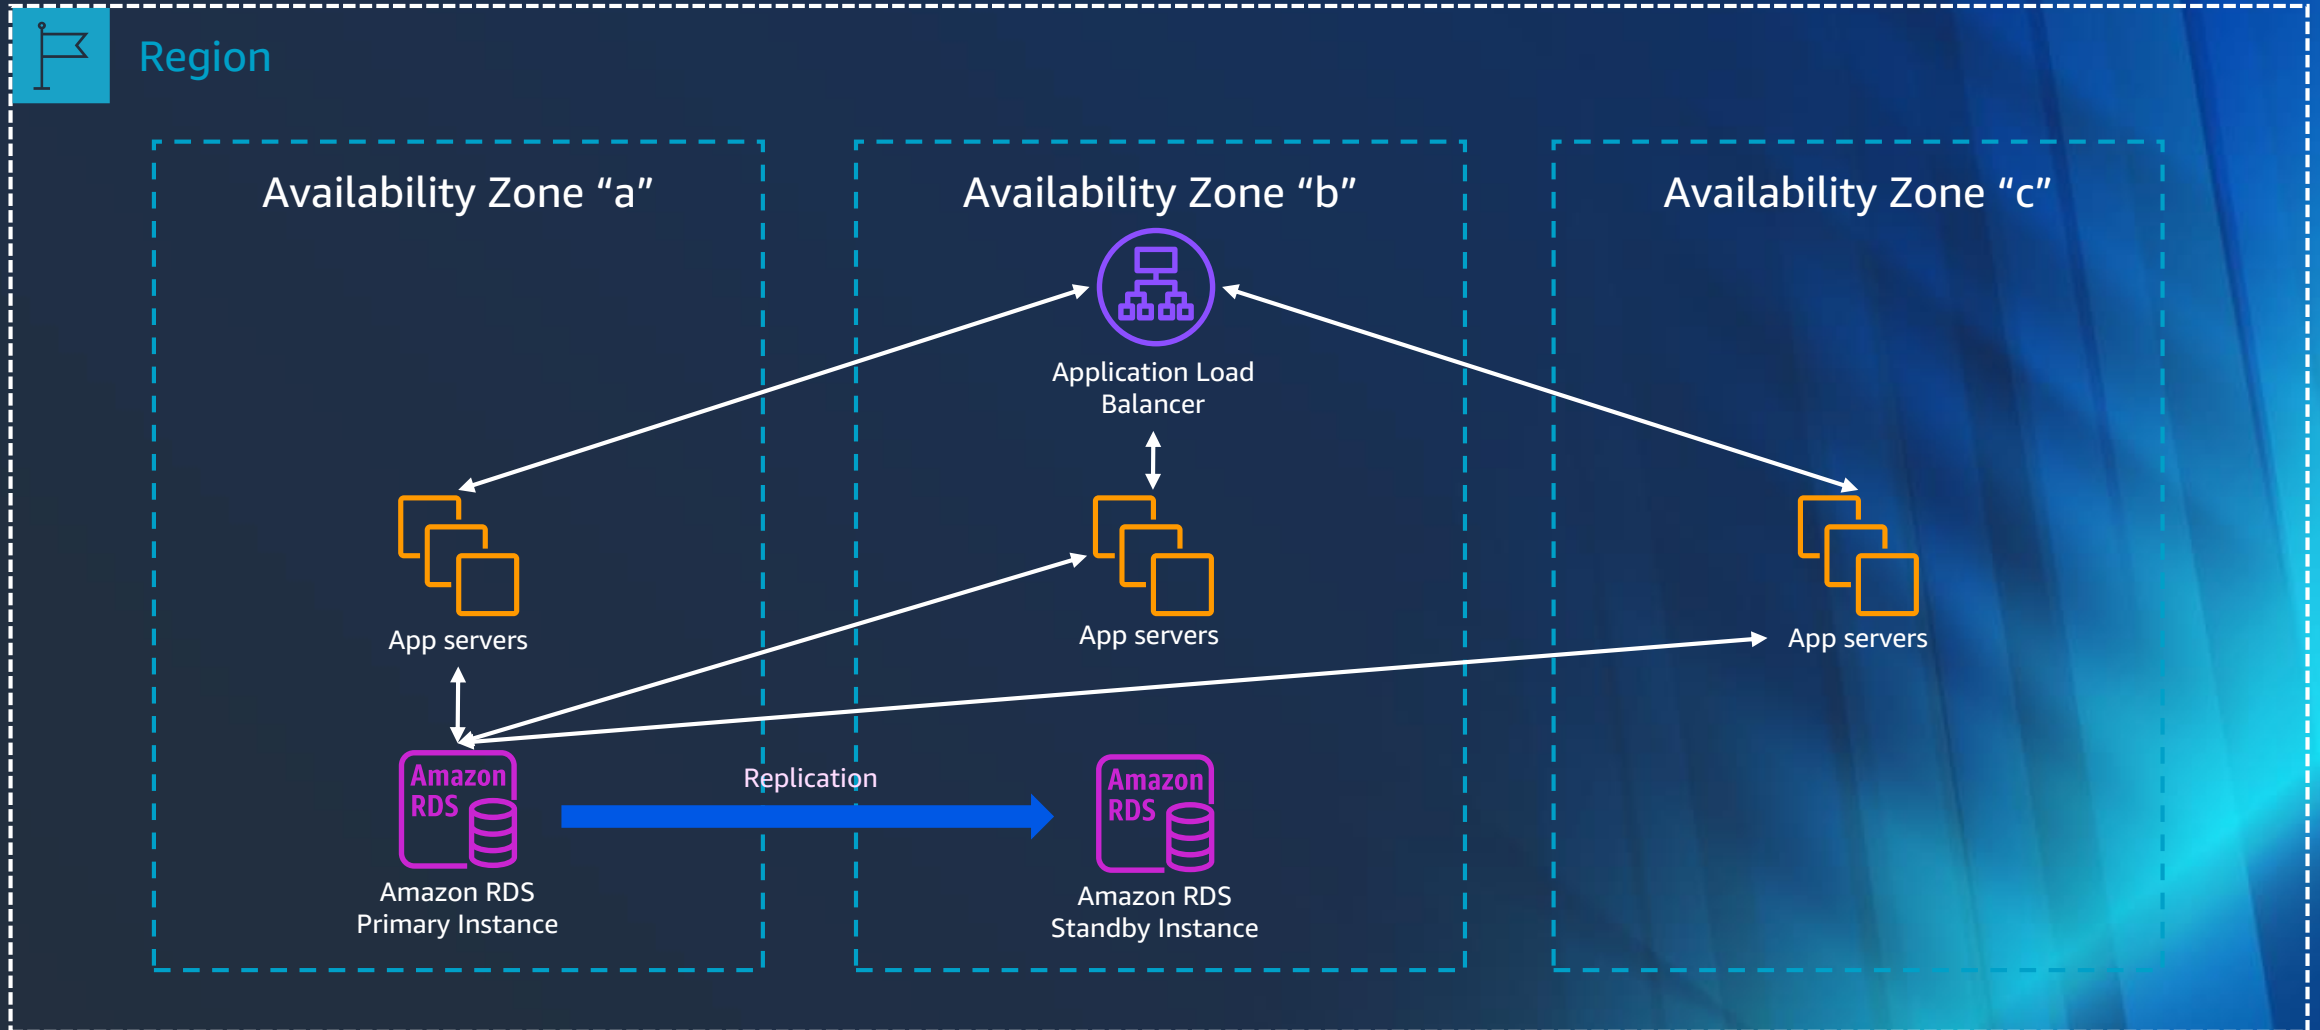 Region
Availability Zone “a”
Availability Zone “b”
Availability Zone “c”
Application Load
Balancer
App servers
App servers
App servers
Amazon
RDS
Replication
Amazon
RDS
Amazon RDS
Primary Instance
Amazon RDS
Standby Instance